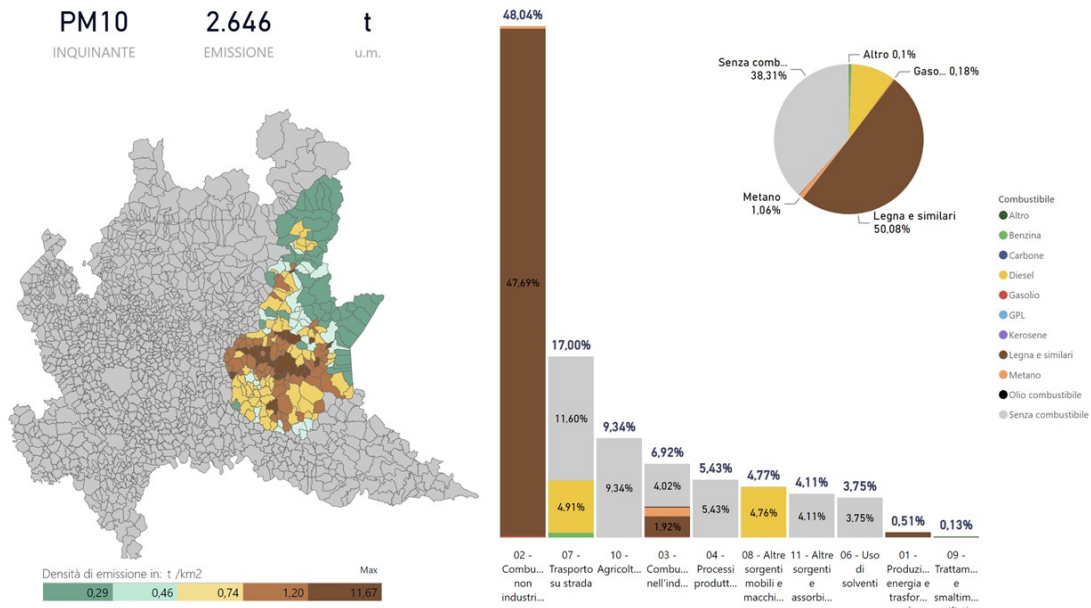 PM10
2.646
t
INQUINANTE
EMISSIONE
u.m.
Densità di emissione in: t /km2
Max
0,29
0,46
0,74
1,20
11,67
48,04%
47,69%
17,00%
11,60%
4,91%
9,34%
9,34%
6,92%
4,02%
1,92%
5,43%
5,43%
4,77%
4,76%
4,11%
4,11%
3,75%
3,75%
0,51%
0,13%
02 -
Combu...
non
industri...
07 -
Trasporto
su strada
10 -
Agricolt...
03 -
Combu...
nell'ind...
04 -
Processi
produtt...
08 - Altre
sorgenti
mobili e
macchi...
11 - Altre
sorgenti
e
assorbi...
06 - Uso
di
solventi
01 -
Produzi...
energia e
trasfor...
09 -
Trattam...
e
smaltim...
Altro 0,1%
Gaso... 0,18%
Senza comb...
38,31%
Metano
1,06%
Legna e similari
50,08%
Combustibile
Altro
Benzina
Carbone
Diesel
Gasolio
GPL
Kerosene
Legna e similari
Metano
Olio combustibile
Senza combustibile